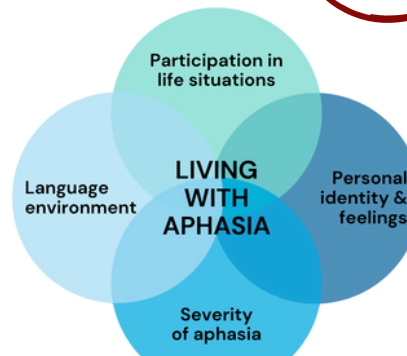 Participation in
life situations
Language
environment
LIVING
WITH
APHASIA
Personal
identity &
feelings
Severity
of aphasia